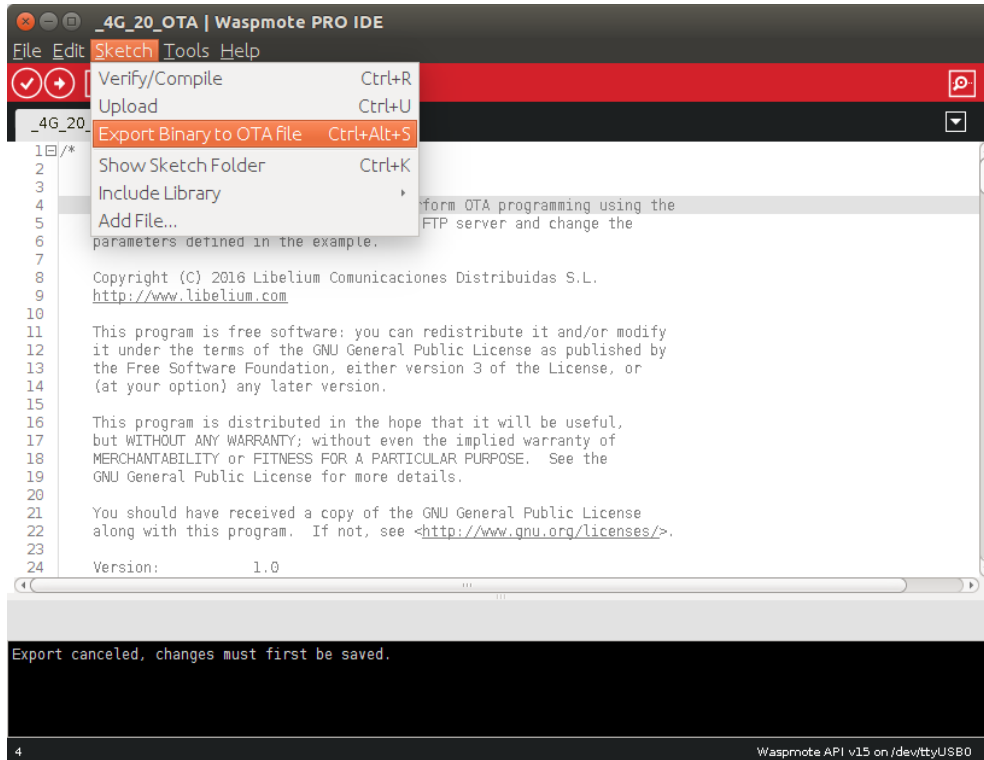 _4G_20_OTA | Waspmote PRO IDE
File Edit Sketch Tools Help
Verify/Compile Ctrl+R
Upload Ctrl+U
_4G_20_
Export Binary to OTA file Ctrl+Alt+S
1 /*
2
Show Sketch Folder Ctrl+K
3
Include Library
4 form OTA programming using the
Add File...
5 FTP server and change the
6 parameters defined in the example.
7
8 Copyright (C) 2016 Libelium Comunicaciones Distribuidas S.L.
9 http://www.libelium.com
10
11 This program is free software: you can redistribute it and/or modify
12 it under the terms of the GNU General Public License as published by
13 the Free Software Foundation, either version 3 of the License, or
14 (at your option) any later version.
15
16 This program is distributed in the hope that it will be useful,
17 but WITHOUT ANY WARRANTY; without even the implied warranty of
18 MERCHANTABILITY or FITNESS FOR A PARTICULAR PURPOSE. See the
19 GNU General Public License for more details.
20
21 You should have received a copy of the GNU General Public License
22 along with this program. If not, see <http://www.gnu.org/licenses/>.
23
24 Version: 1.0
Export canceled, changes must first be saved.
4 Waspmote API v15 on /dev/ttyUSB0